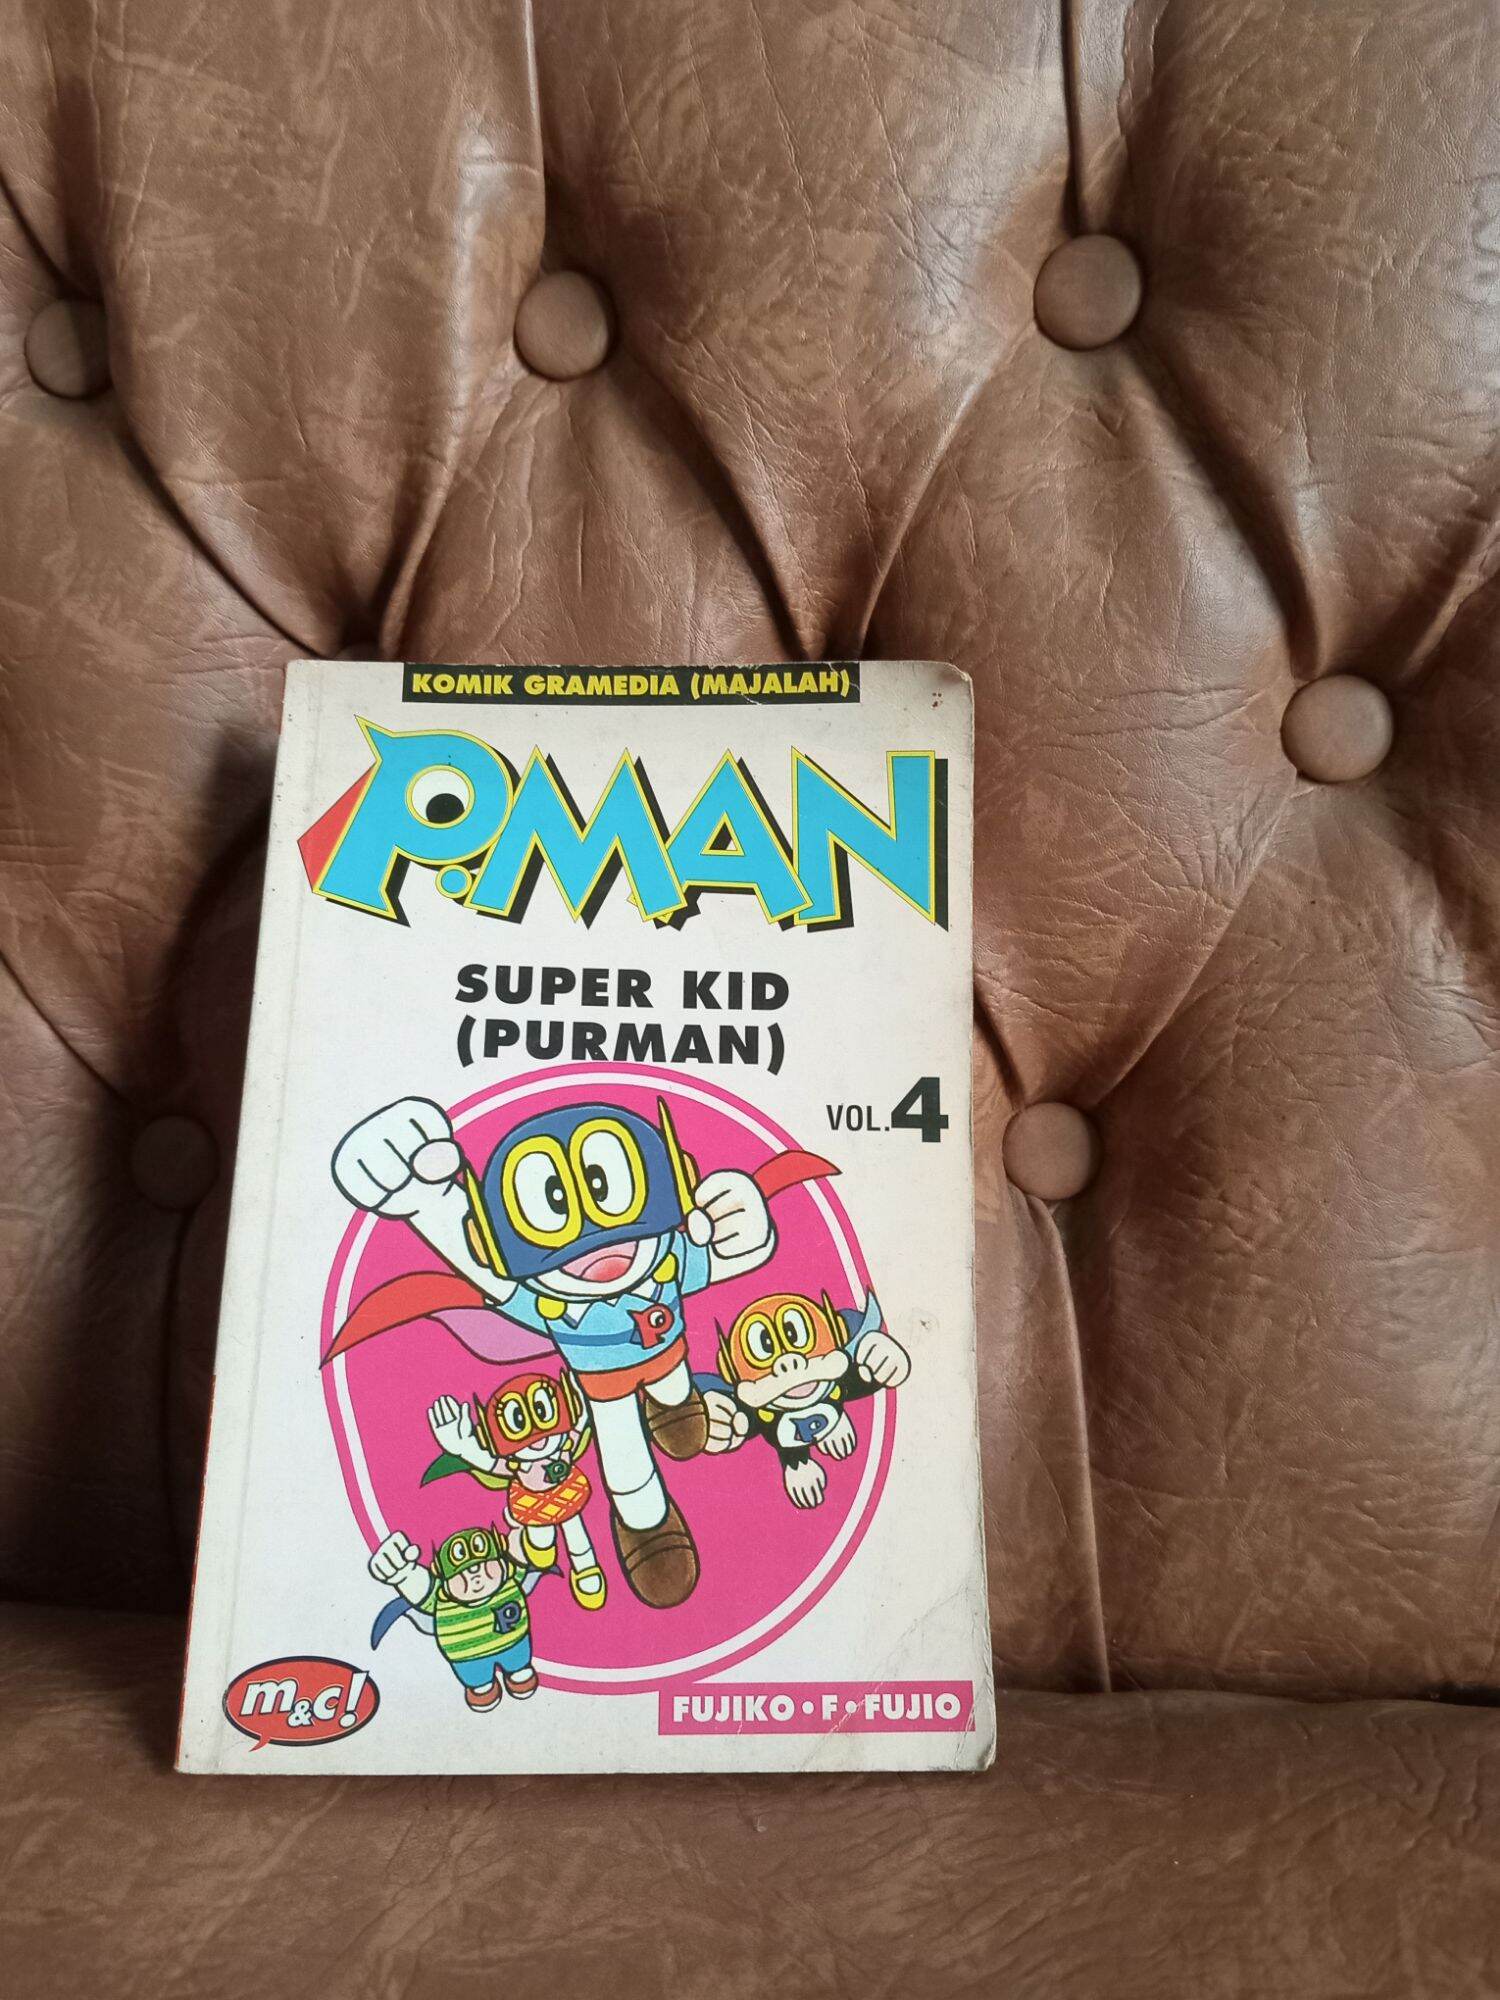 KOMIK GRAMEDIA (MAJALAH)
P.MAN
SUPER KID
(PURMAN)
VOL.4
P
P
P
P
m&c!
FUJIKO • F • FUJIO